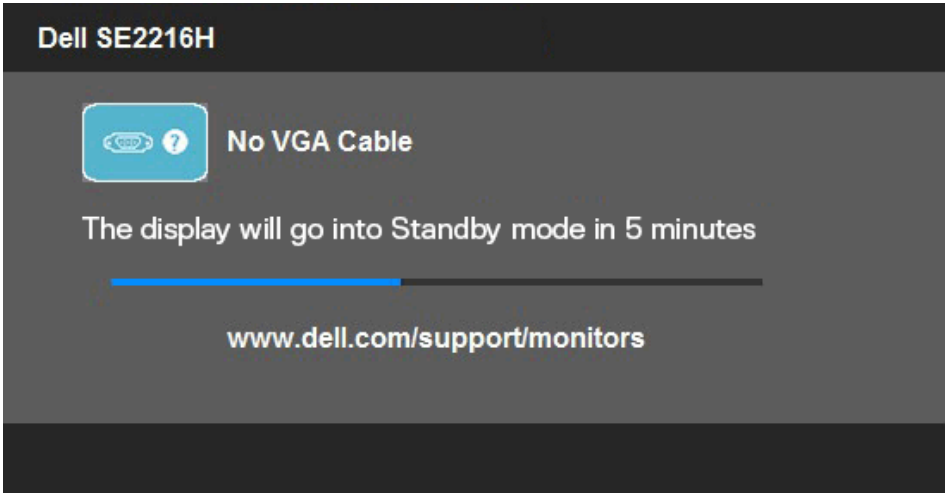 Dell SE2216H
?
No VGA Cable
The display will go into Standby mode in 5 minutes
www.dell.com/support/monitors